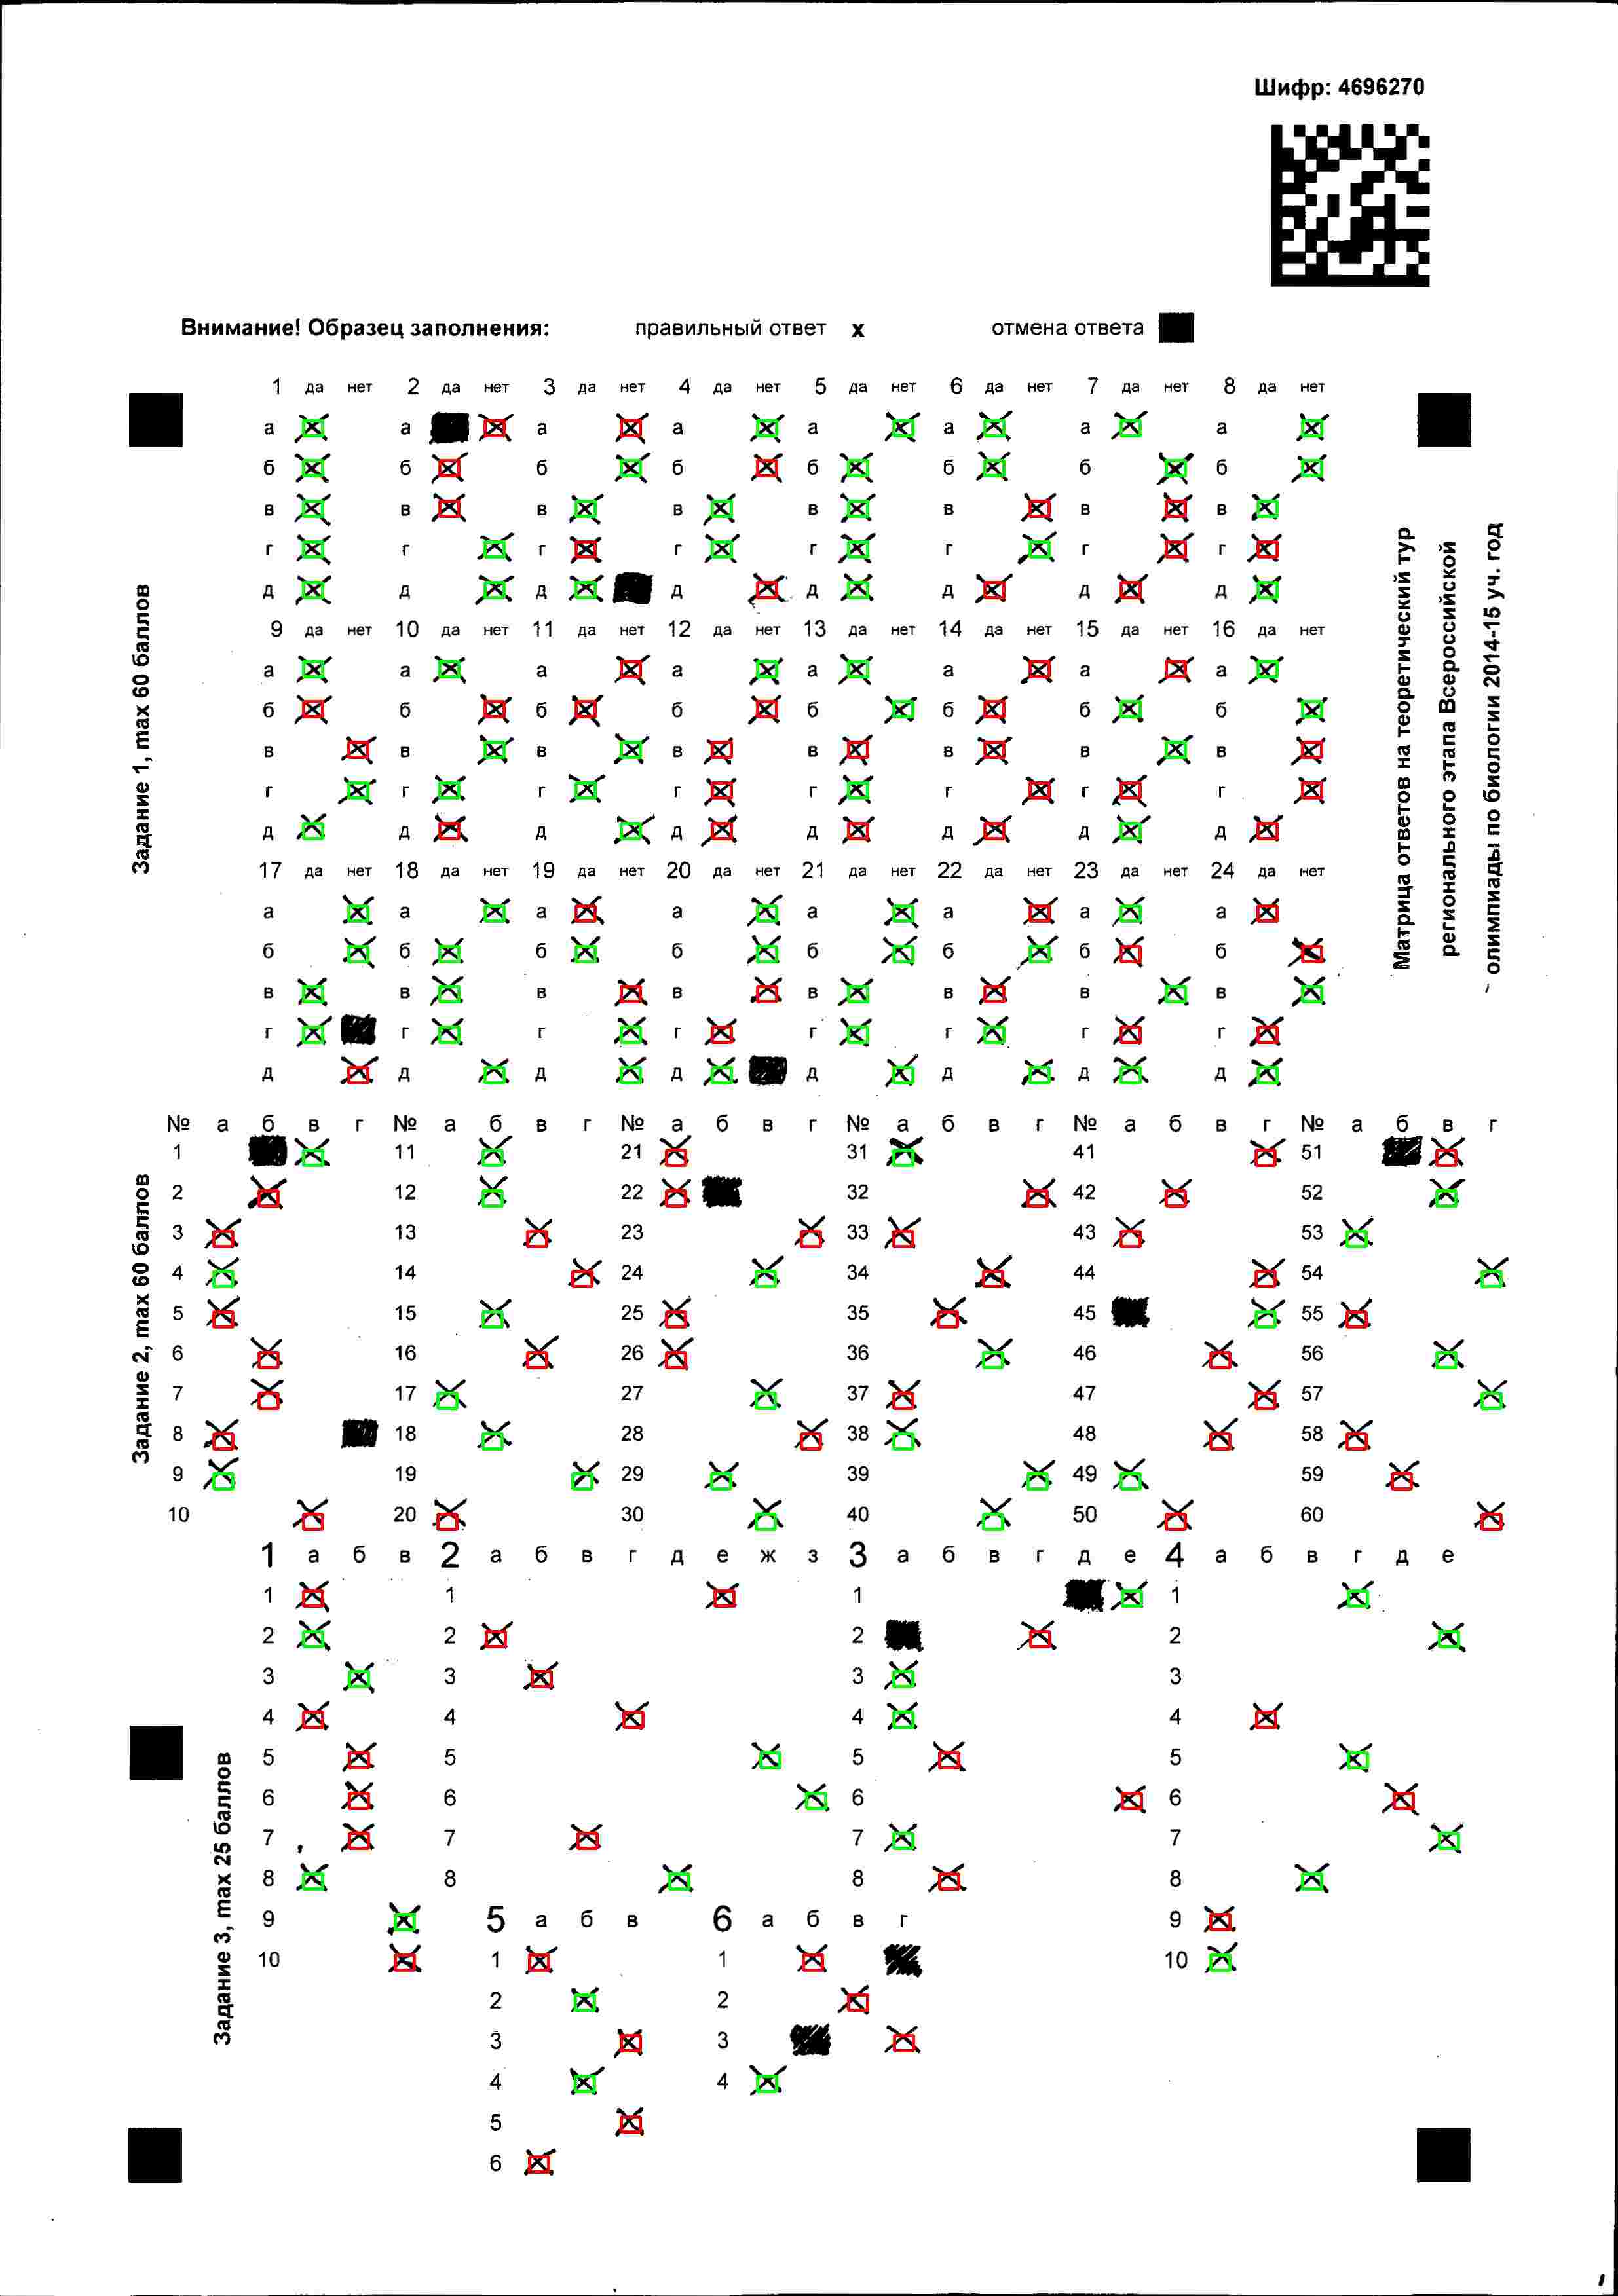 Шифр: 4696270
Внимание! Образец заполнения: правильный ответ x отмена ответа
1 да нет 2 да нет 3 да нет 4 да нет 5 да нет 6 да нет 7 да нет 8 да нет
а а а а а а а а
б б б б б б б б
в в в в в в в в
г г г г г г г г
д д д д д д д д
9 да нет 10 да нет 11 да нет 12 да нет 13 да нет 14 да нет 15 да нет 16 да нет
а а а а а а а а
б б б б б б б б
в в в в в в в в
г г г г г г г г
д д д д д д д д
17 да нет 18 да нет 19 да нет 20 да нет 21 да нет 22 да нет 23 да нет 24 да нет
а а а а а а а а
б б б б б б б б
в в в в в в в в
г г г г г г г г
д д д д д д д д
Задание 1, max 60 баллов
Матрица ответов на теоретический тур
регионального этапа Всероссийской
олимпиады по биологии 2014-15 уч. год
№ а б в г № а б в г № а б в г № а б в г № а б в г № а б в г
1 11 21 31 41 51
2 12 22 32 42 52
3 13 23 33 43 53
4 14 24 34 44 54
5 15 25 35 45 55
6 16 26 36 46 56
7 17 27 37 47 57
8 18 28 38 48 58
9 19 29 39 49 59
10 20 30 40 50 60
Задание 2, max 60 баллов
1 а б в 2 а б в г д е ж з 3 а б в г д е 4 а б в г д е
1 1 1 1
2 2 2 2
3 3 3 3
4 4 4 4
5 5 5 5
6 6 6 6
7 7 7 7
8 8 8 8
9 5 а б в 6 а б в г 9
10 1 1 10
2 2
3 3
4 4
5
6
Задание 3, max 25 баллов